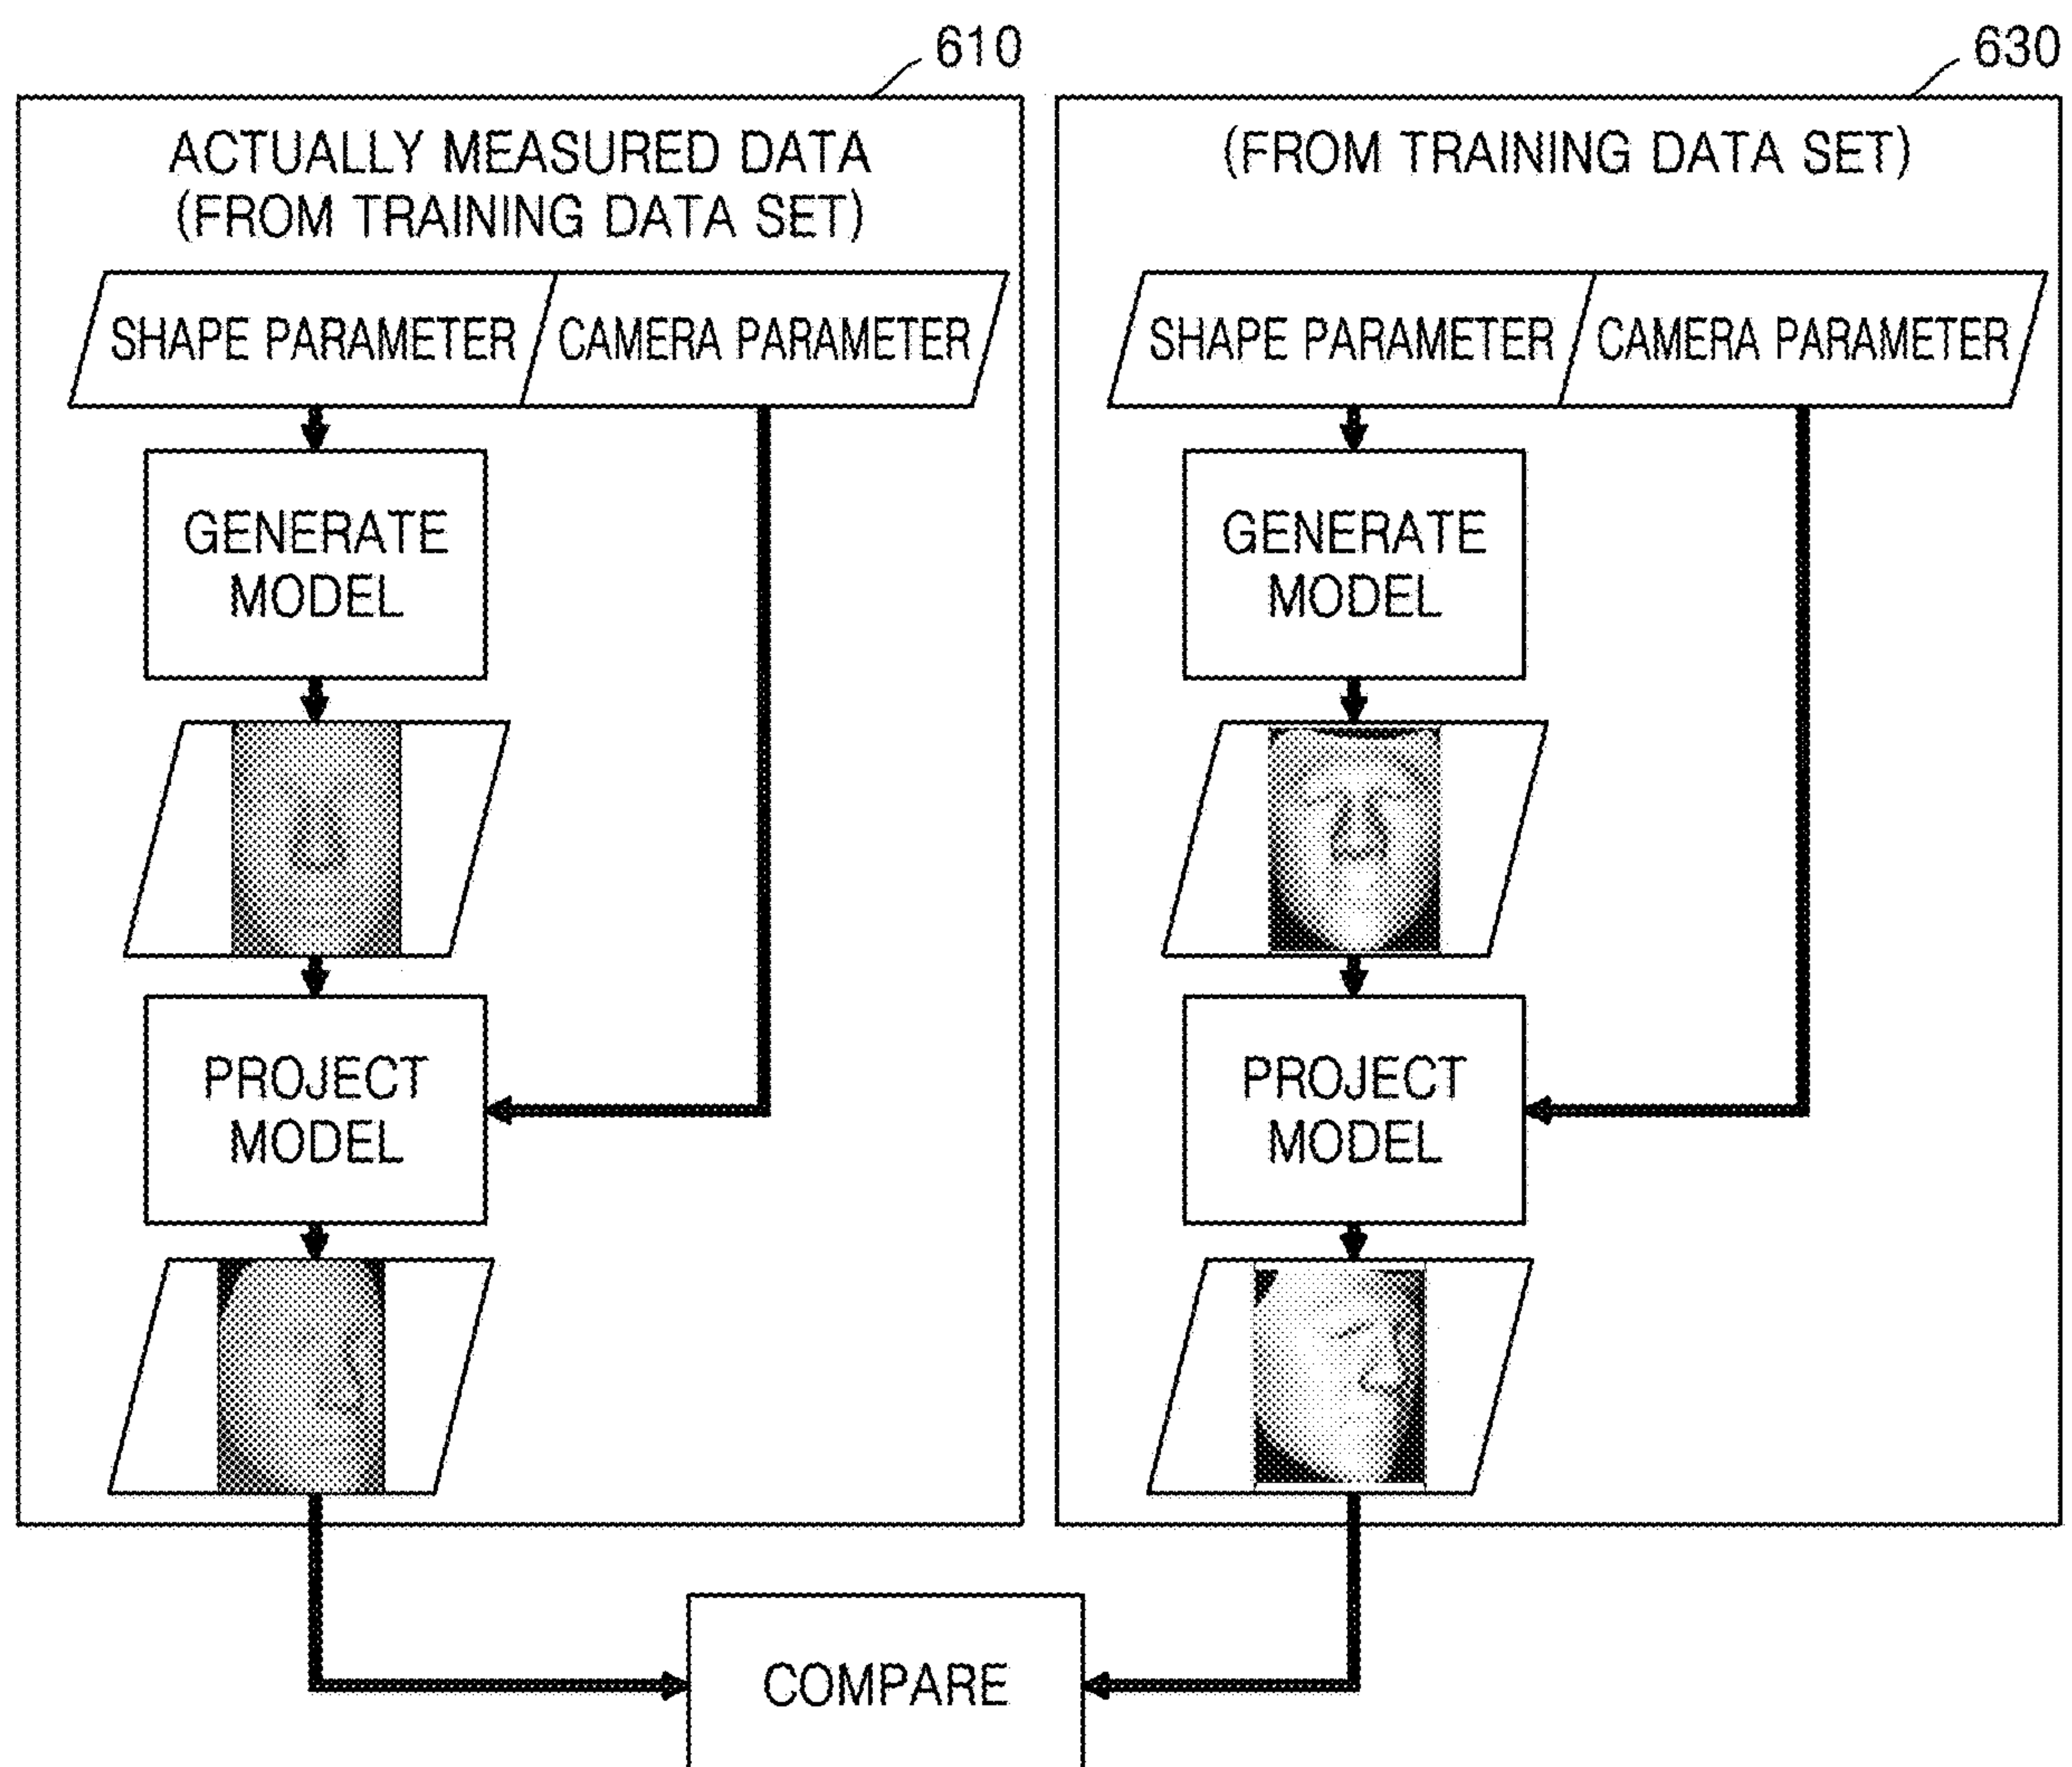 610
ACTUALLY MEASURED DATA
(FROM TRAINING DATA SET)
SHAPE PARAMETER
CAMERA PARAMETER
GENERATE
MODEL
PROJECT
MODEL
630
(FROM TRAINING DATA SET)
SHAPE PARAMETER
CAMERA PARAMETER
GENERATE
MODEL
PROJECT
MODEL
COMPARE